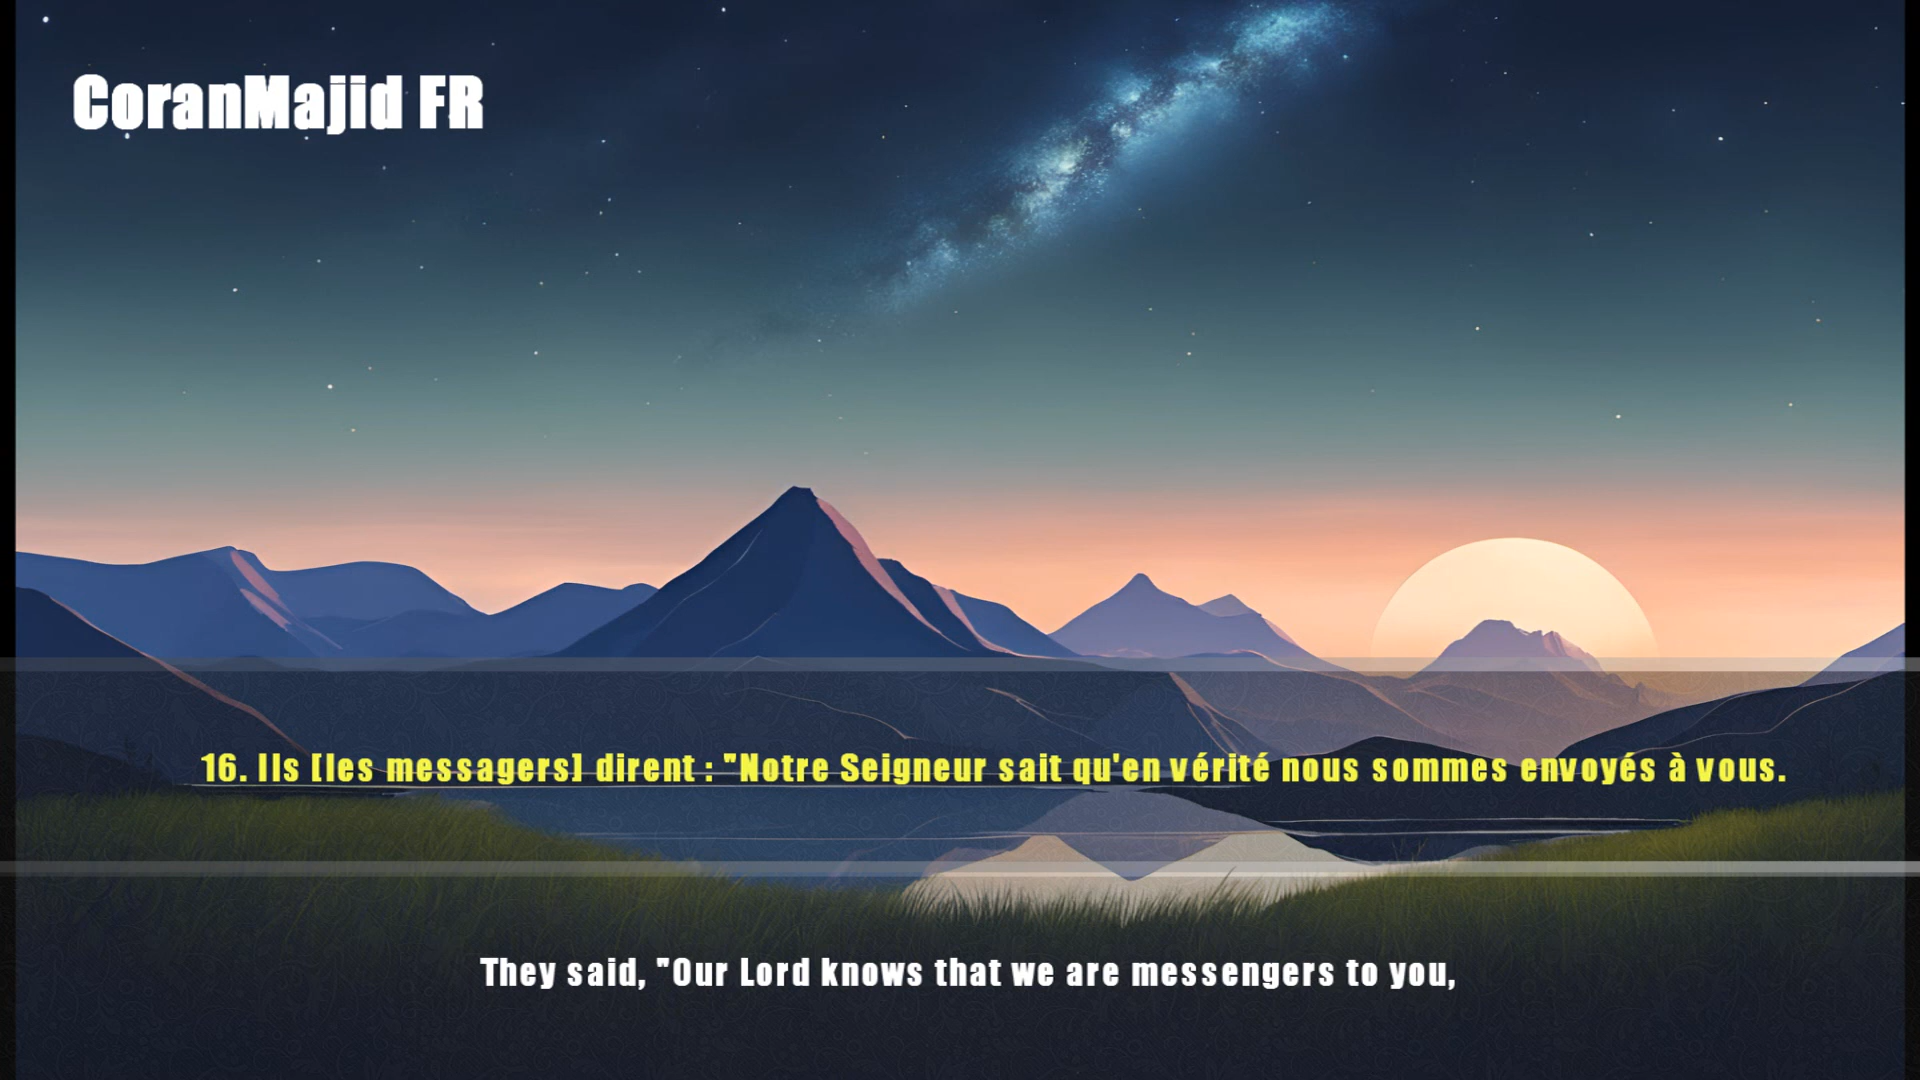 CoranMajid FR
16. Ils [les messagers] dirent : "Notre Seigneur sait qu'en vérité nous sommes envoyés à vous.
They said, "Our Lord knows that we are messengers to you,